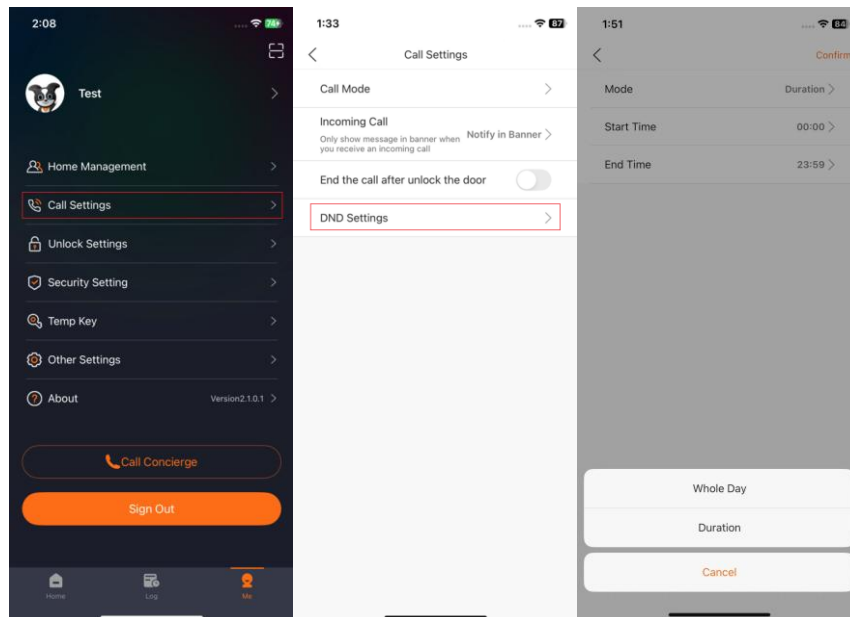 2:08
74
Test
Home Management
Call Settings
Unlock Settings
Security Setting
Temp Key
Other Settings
About
Version2.1.0.1
Call Concierge
Sign Out
Home
Log
Me
1:33
87
Call Settings
Call Mode
Incoming Call
Only show message in banner when
you receive an incoming call
Notify in Banner
End the call after unlock the door
DND Settings
1:51
84
Confirm
Mode
Duration
Start Time
00:00
End Time
23:59
Whole Day
Duration
Cancel